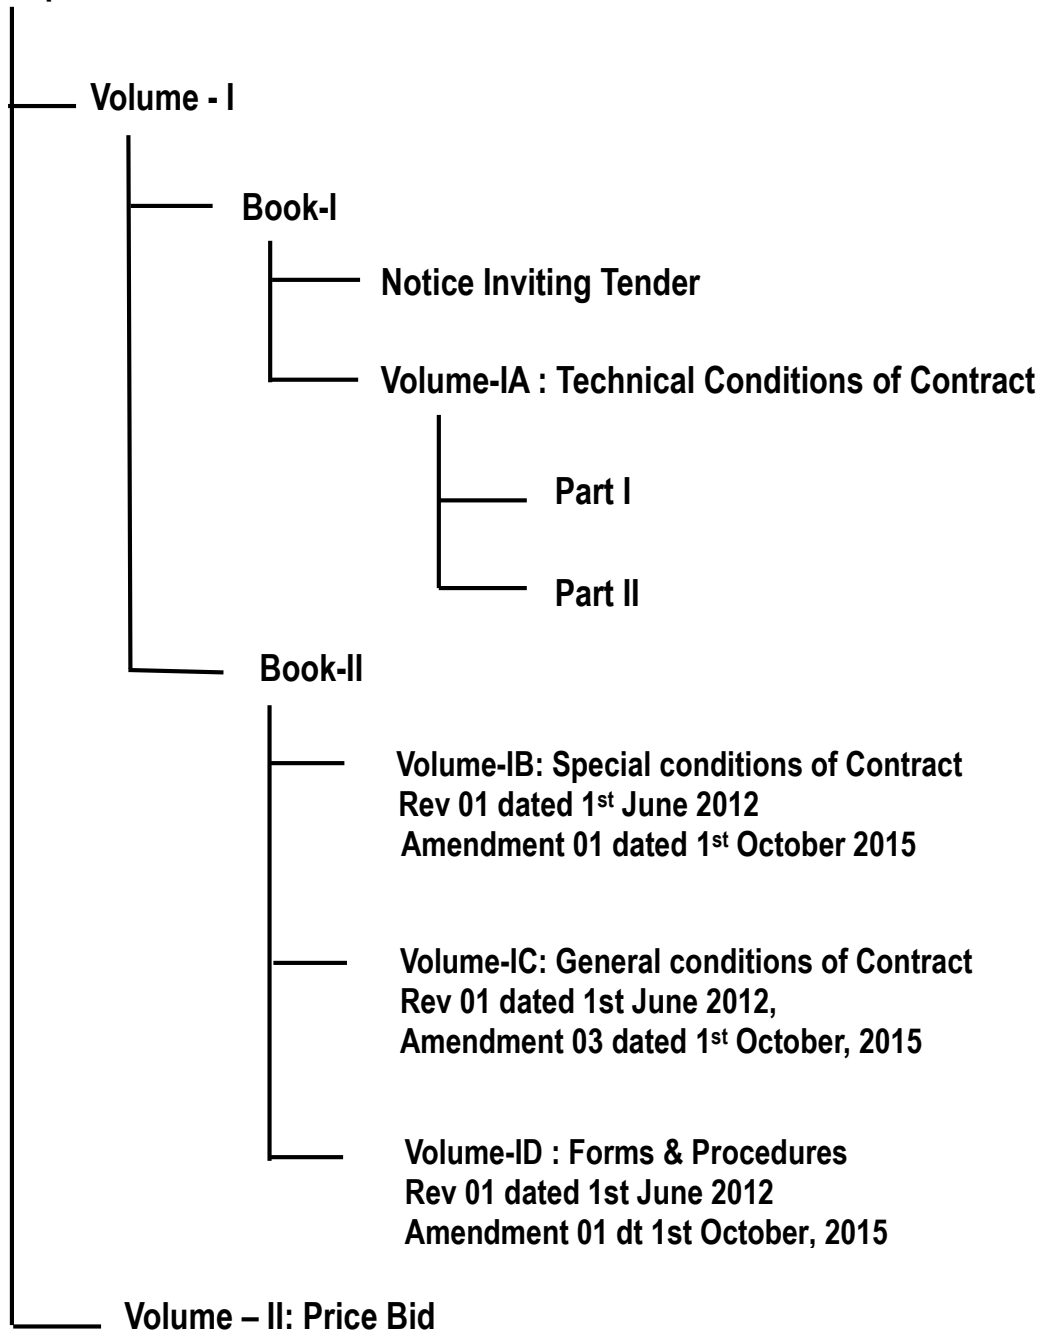 Volume - I
Book-I
Notice Inviting Tender
Volume-IA : Technical Conditions of Contract
Part I
Part II
Book-II
Volume-IB: Special conditions of Contract
Rev 01 dated 1st June 2012
Amendment 01 dated 1st October 2015
Volume-IC: General conditions of Contract
Rev 01 dated 1st June 2012,
Amendment 03 dated 1st October, 2015
Volume-ID : Forms & Procedures
Rev 01 dated 1st June 2012
Amendment 01 dt 1st October, 2015
Volume – II: Price Bid